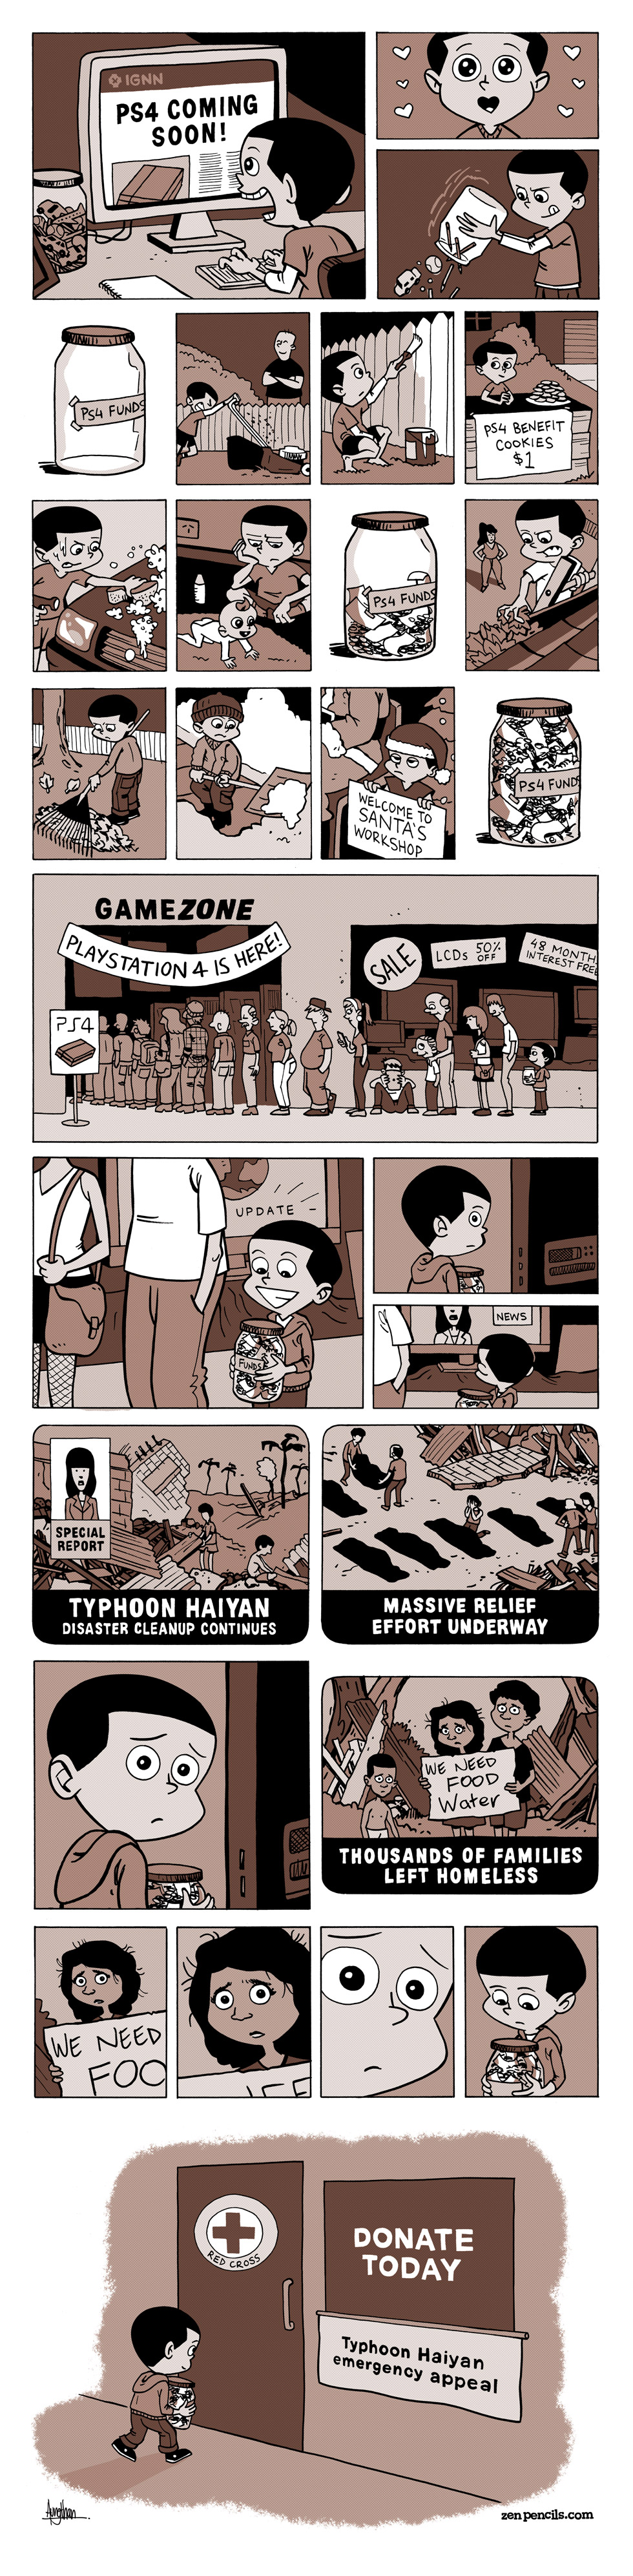 IGNN
PS4 COMING
SOON!
PS4 FUNDS
PS4 BENEFIT
COOKIES
$1
PS4 FUNDS
WELCOME TO
SANTA'S
WORKSHOP
PS4 FUNDS
GAMEZONE
PLAYSTATION 4 IS HERE!
PS4
SALE
LCDs 50%
OFF
48 MONTH
INTEREST FREE
UPDATE -
FUNDS
NEWS
SPECIAL
REPORT
TYPHOON HAIYAN
DISASTER CLEANUP CONTINUES
MASSIVE RELIEF
EFFORT UNDERWAY
WE NEED
FOOD
Water
THOUSANDS OF FAMILIES
LEFT HOMELESS
WE NEED
FOO
RED CROSS
DONATE
TODAY
Typhoon Haiyan
emergency appeal
zenpencils.com